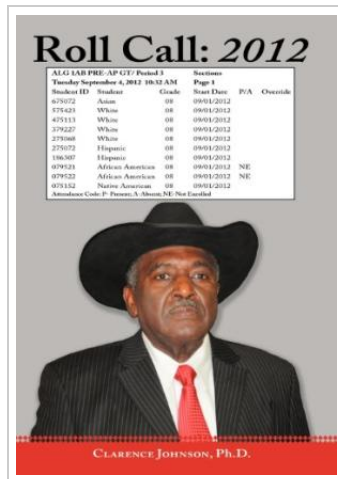 Roll Call: 2012
ALG 1AB PRE-AP GT/ Period 3 Sections
Tuesday September 4, 2012 10:32 AM Page 1
Student ID Student Grade Start Date P/A Override
675072 Asian 08 09/01/2012
575423 White 08 09/01/2012
475113 White 08 09/01/2012
379227 White 08 09/01/2012
275068 White 08 09/01/2012
275072 Hispanic 08 09/01/2012
186307 Hispanic 08 09/01/2012
079521 African American 08 09/01/2012 NE
079522 African American 08 09/01/2012 NE
075152 Native American 08 09/01/2012
Attendance Code: P- Present; A-Absent; NE-Not Enrolled
CLARENCE JOHNSON, PH.D.